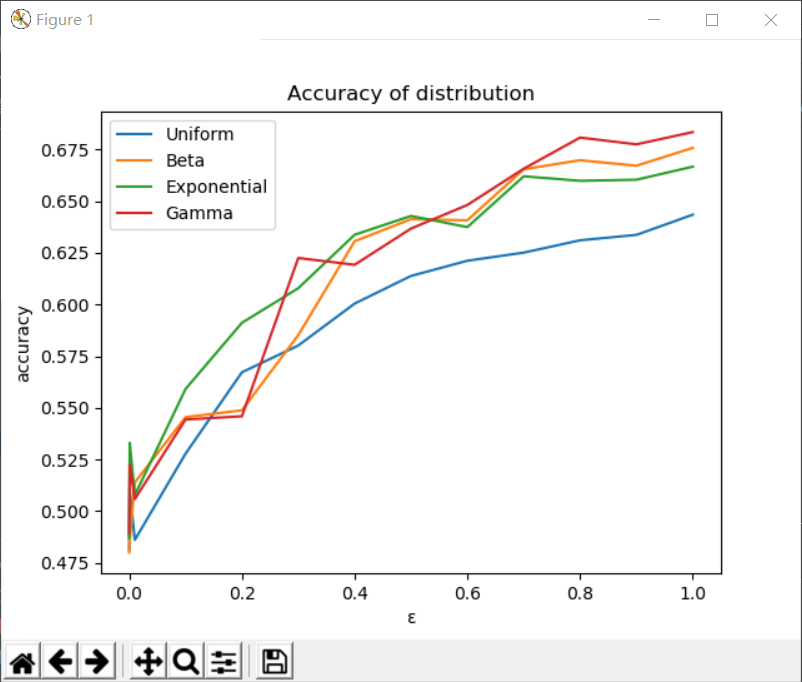 Figure 1
Accuracy of distribution
Uniform
Beta
Exponential
Gamma
accuracy
0.675
0.650
0.625
0.600
0.575
0.550
0.525
0.500
0.475
0.0 0.2 0.4 0.6 0.8 1.0
ε